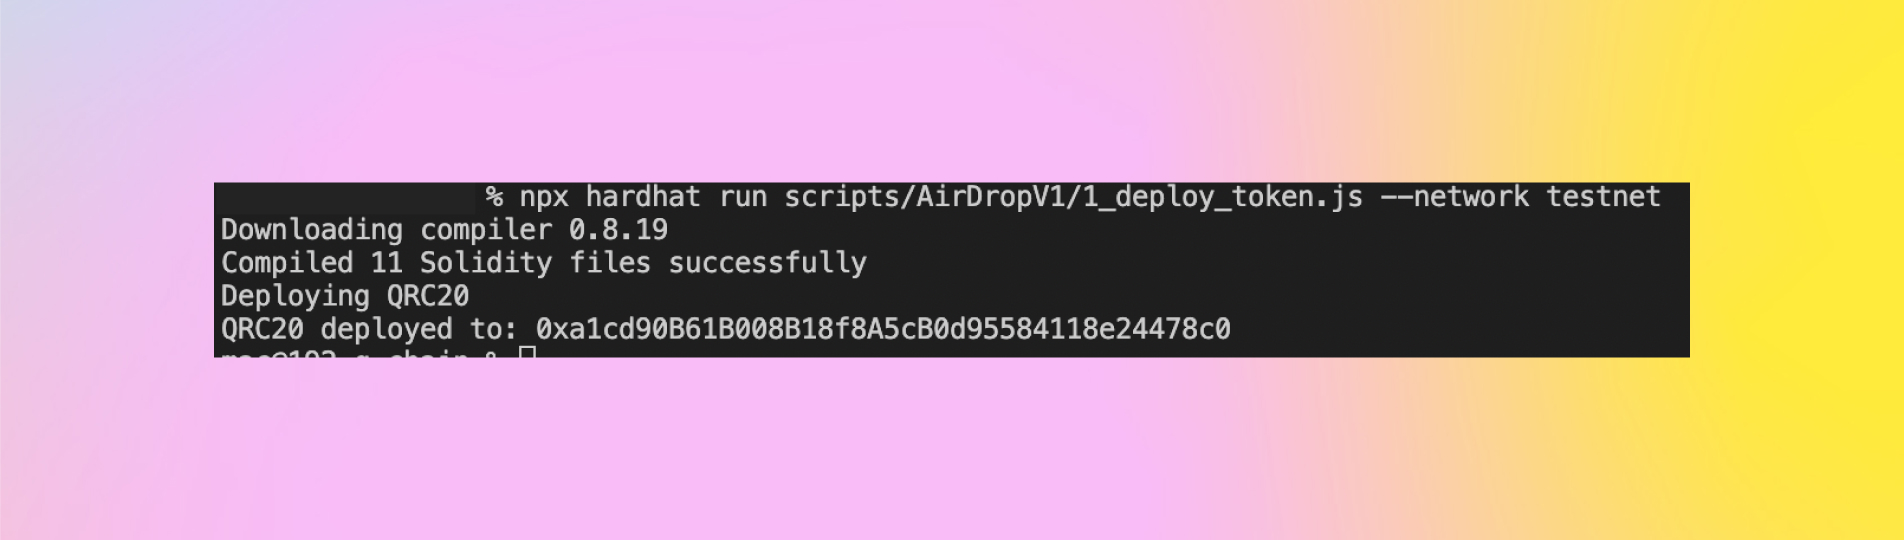 % npx hardhat run scripts/AirDropV1/1_deploy_token.js --network testnet
Downloading compiler 0.8.19
Compiled 11 Solidity files successfully
Deploying QRC20
QRC20 deployed to: 0xa1cd90B61B008B18f8A5cB0d95584118e24478c0